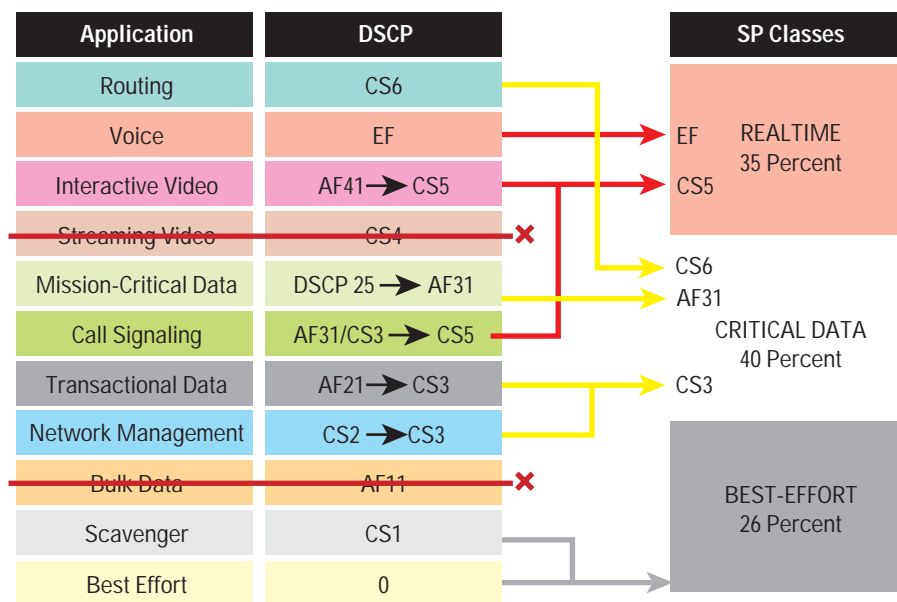 Application DSCP SP Classes
Routing CS6
Voice EF EF REALTIME
35 Percent
Interactive Video AF41 CS5 CS5
Streaming Video CS4
CS6
Mission-Critical Data DSCP 25 AF31 AF31
Call Signaling AF31/CS3 CS5 CRITICAL DATA
40 Percent
Transactional Data AF21 CS3 CS3
Network Management CS2 CS3
Bulk Data AF11
BEST-EFFORT
26 Percent
Scavenger CS1
Best Effort 0